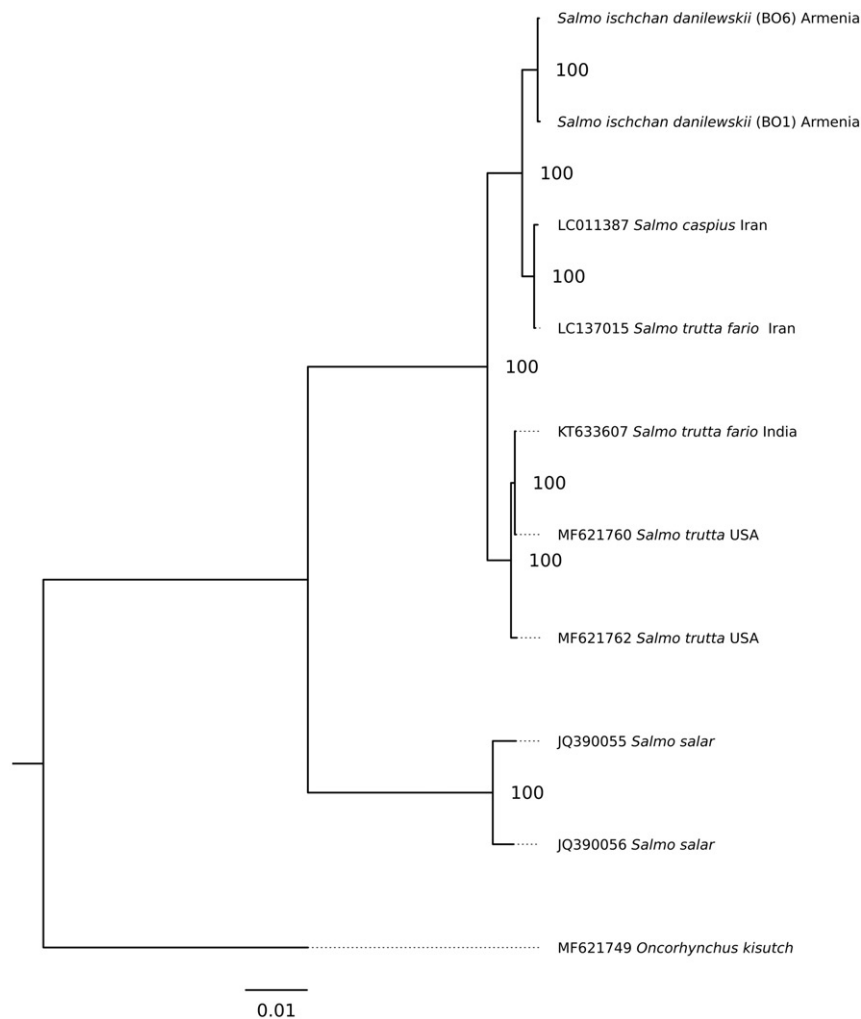 Salmo ischchan danilewskii (BO6) Armenia
100
Salmo ischchan danilewskii (BO1) Armenia
100
LC011387 Salmo caspius Iran
100
LC137015 Salmo trutta fario Iran
100
KT633607 Salmo trutta fario India
100
MF621760 Salmo trutta USA
100
MF621762 Salmo trutta USA
JQ390055 Salmo salar
100
JQ390056 Salmo salar
MF621749 Oncorhynchus kisutch
0.01